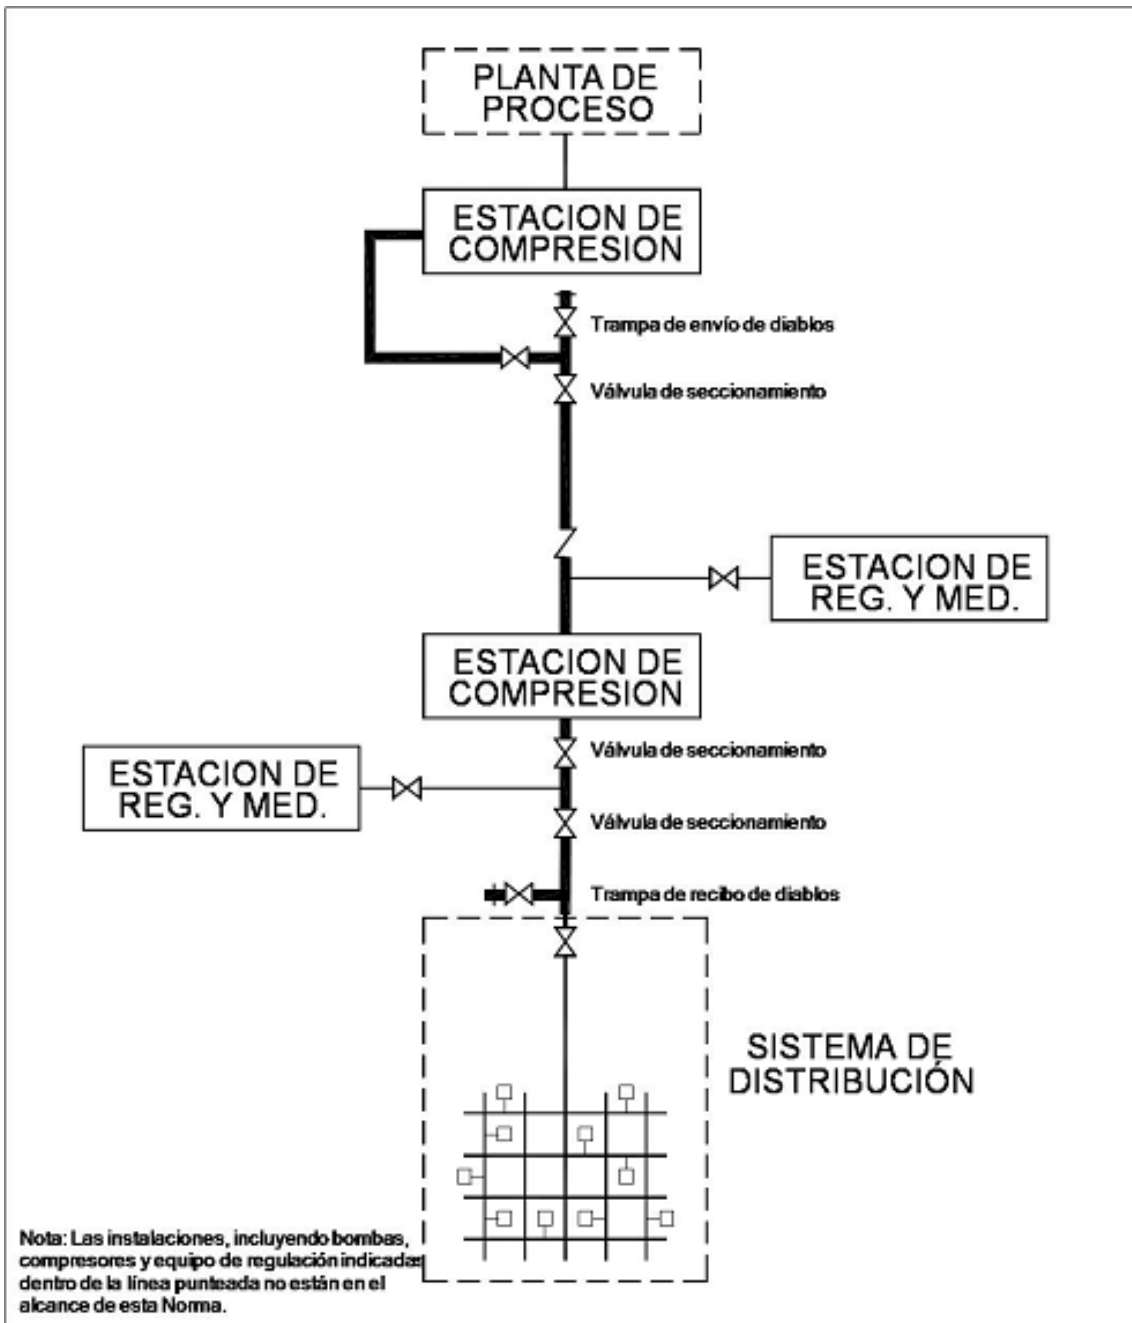 PLANTA DE
PROCESO
ESTACION DE
COMPRESION
Trampa de envío de diablos
Válvula de seccionamiento
ESTACION DE
REG. Y MED.
ESTACION DE
COMPRESION
Válvula de seccionamiento
ESTACION DE
REG. Y MED.
Válvula de seccionamiento
Trampa de recibo de diablos
SISTEMA DE
DISTRIBUCIÓN
Nota: Las instalaciones, incluyendo bombas,
compresores y equipo de regulación indicadas
dentro de la línea punteada no están en el
alcance de esta Norma.